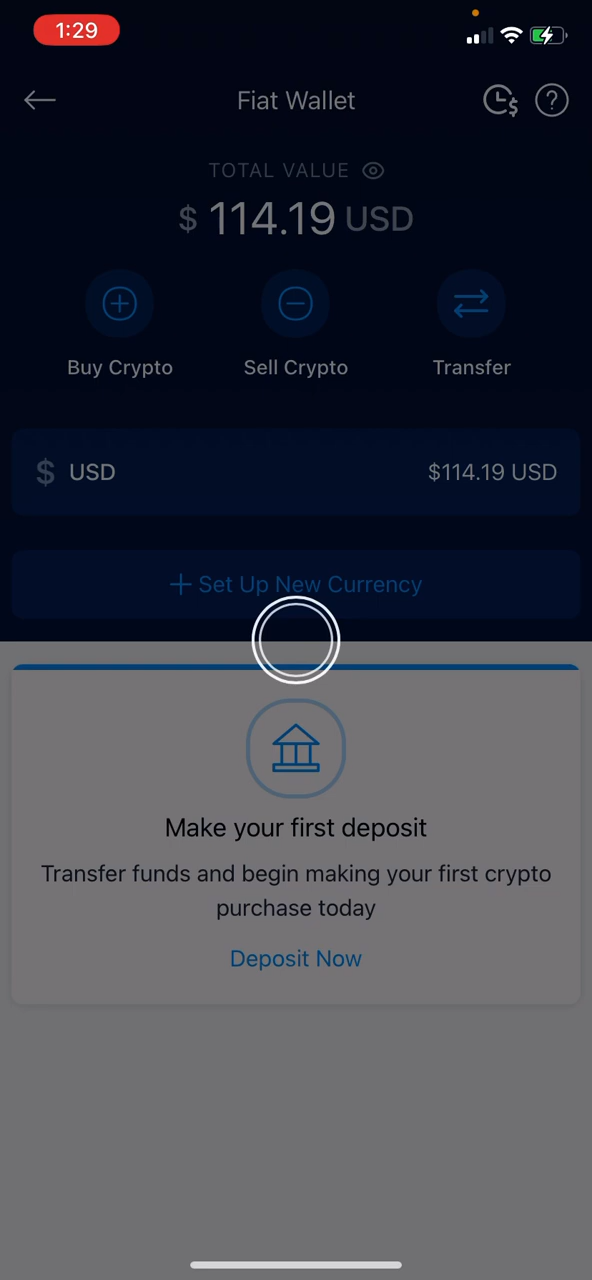 1:29
Fiat Wallet
TOTAL VALUE
$ 114.19 USD
Buy Crypto
Sell Crypto
Transfer
$ USD
$114.19 USD
+ Set Up New Currency
Make your first deposit
Transfer funds and begin making your first crypto
purchase today
Deposit Now